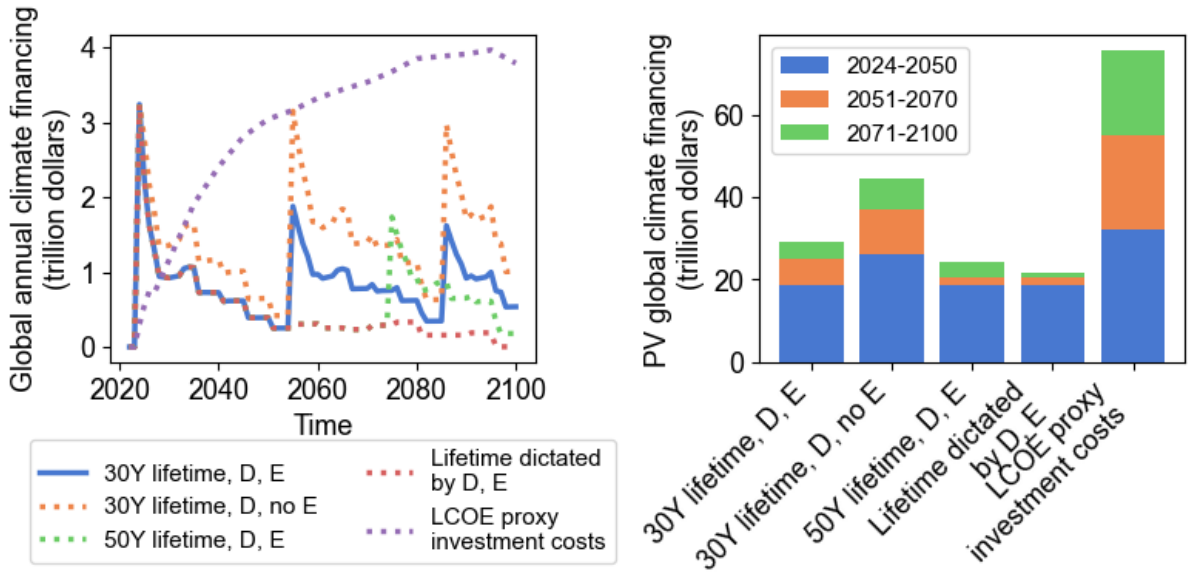 Global annual climate financing
(trillion dollars)
4
3
2
1
0
2020
2040
2060
2080
2100
Time
30Y lifetime, D, E
30Y lifetime, D, no E
50Y lifetime, D, E
Lifetime dictated
by D, E
LCOE proxy
investment costs
PV global climate financing
(trillion dollars)
60
40
20
0
2024-2050
2051-2070
2071-2100
30Y lifetime, D, E
30Y lifetime, D, no E
50Y lifetime, D, E
Lifetime dictated
by D, E
LCOE proxy
investment costs